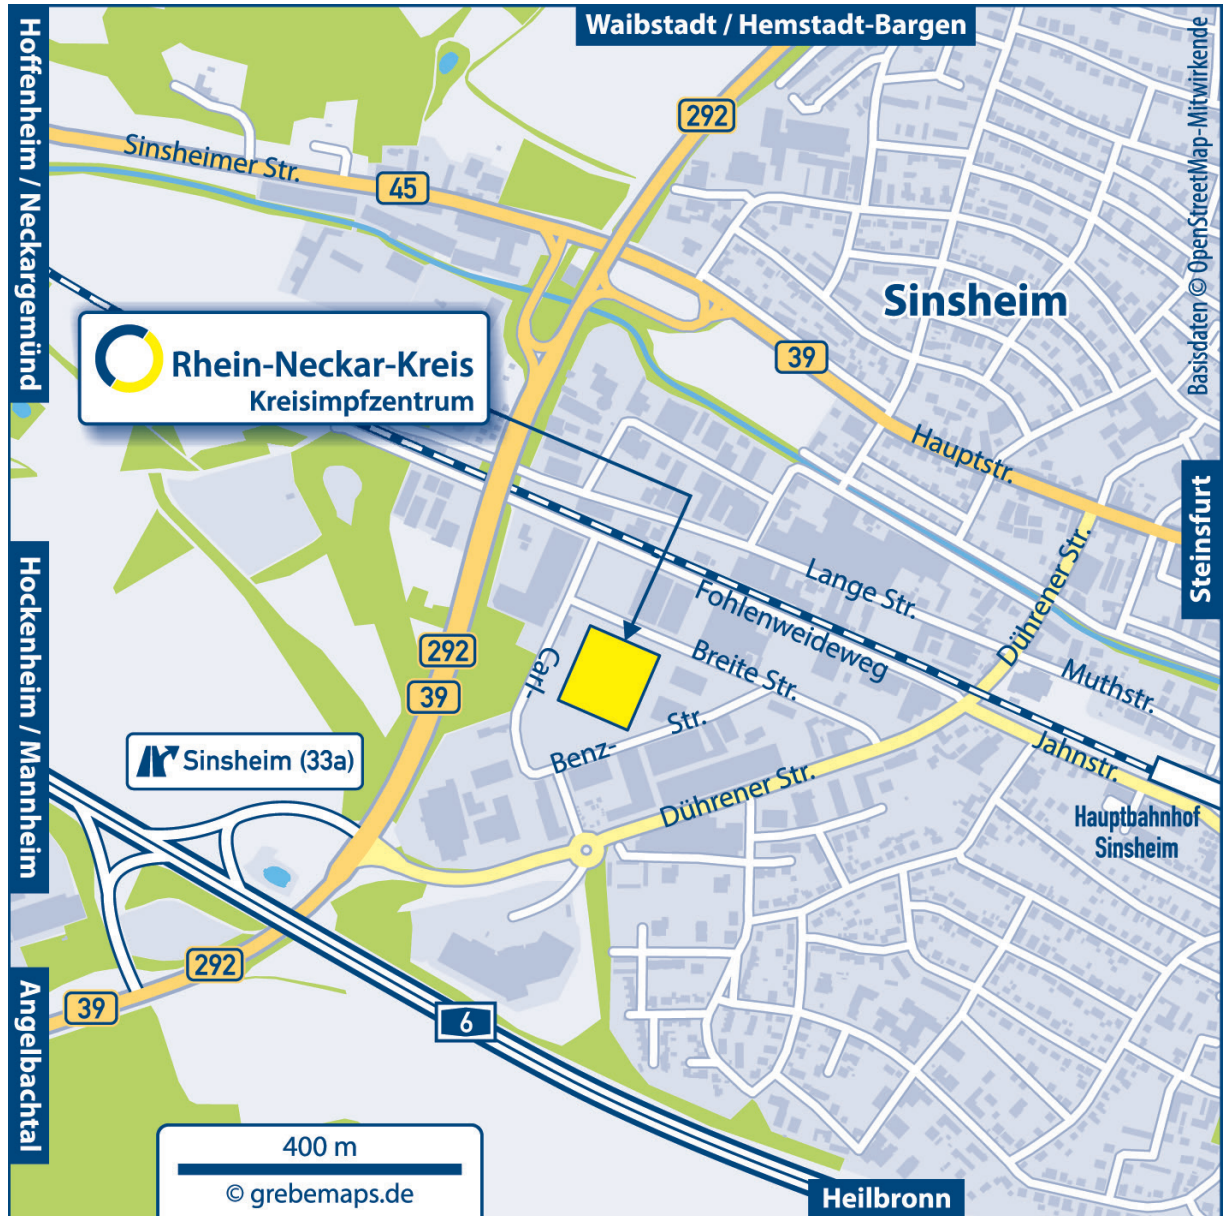 Waibstadt / Hemstadt-Bargen
Hoffenheim / Neckargemünd
Basisdaten © OpenStreetMap-Mitwirkende
292
Sinsheimer Str.
45
Sinsheim
Rhein-Neckar-Kreis
Kreisimpfzentrum
39
Hauptstr.
Steinsfurt
Hockenheim / Mannheim
Lange Str.
Fohlenweideweg
Dührener Str.
292
39
Carl-
Benz-
Str.
Breite Str.
Muthstr.
Jahnstr.
Sinsheim (33a)
Dührener Str.
Hauptbahnhof
Sinsheim
292
39
6
Angelbachtal
400 m
© grebemaps.de
Heilbronn